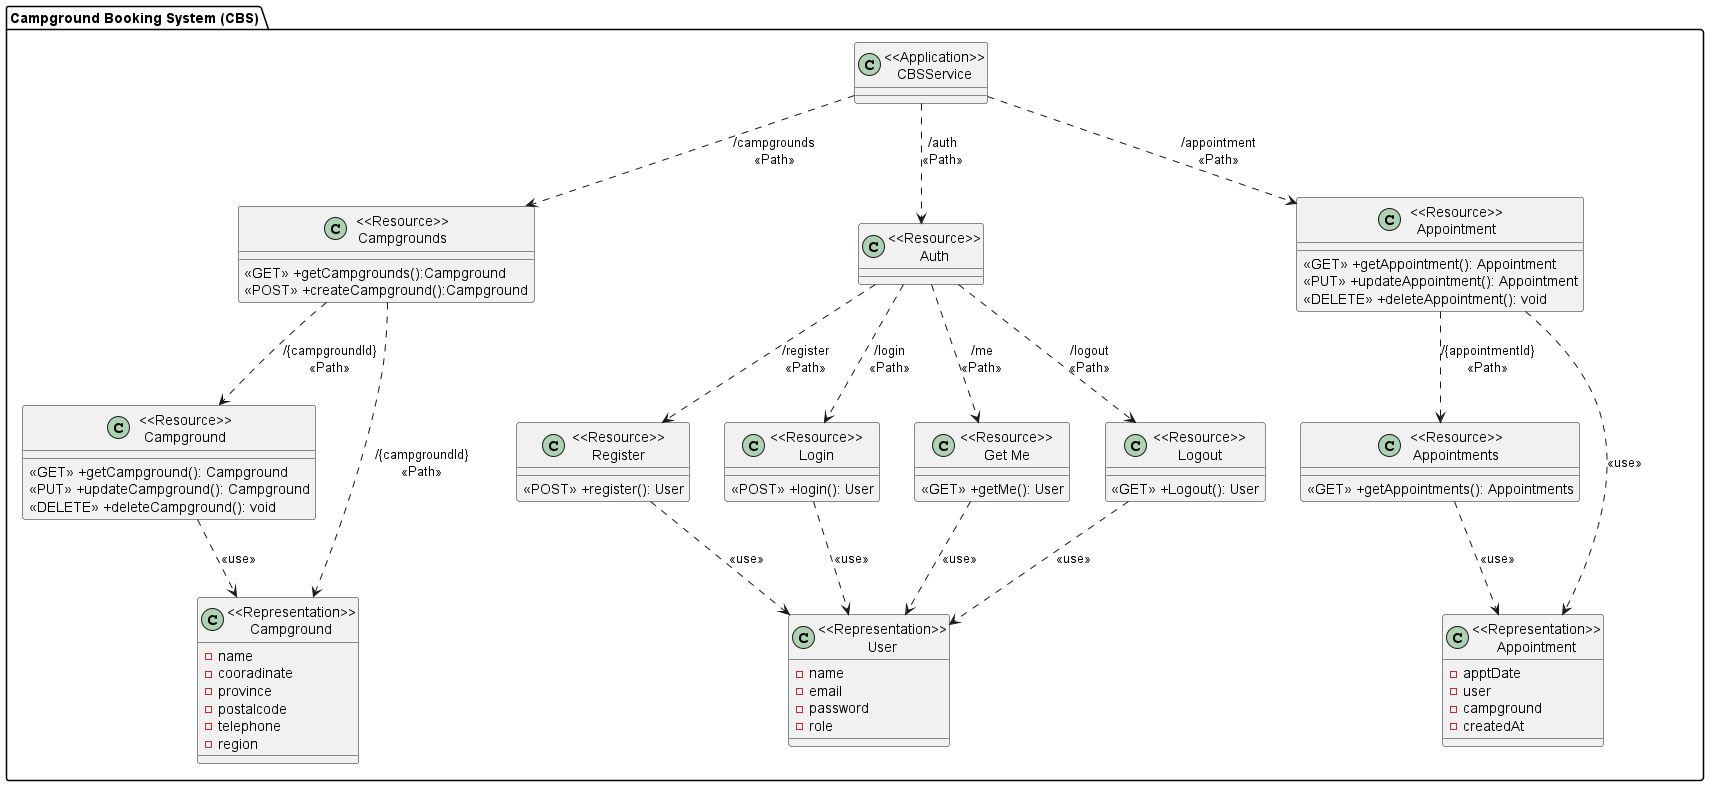 Campground Booking System (CBS)
C
<<Application>>
CBSService
/campgrounds
«Path»
/auth
«Path»
/appointment
«Path»
C
<<Resource>>
Campgrounds
«GET» +getCampgrounds():Campground
«POST» +createCampground():Campground
C
<<Resource>>
Auth
C
<<Resource>>
Appointment
«GET» +getAppointment(): Appointment
«PUT» +updateAppointment(): Appointment
«DELETE» +deleteAppointment(): void
/{campgroundId}
«Path»
/register
«Path»
/login
«Path»
/me
«Path»
/logout
«Path»
/{appointmentId}
«Path»
C
<<Resource>>
Campground
«GET» +getCampground(): Campground
«PUT» +updateCampground(): Campground
«DELETE» +deleteCampground(): void
/{campgroundId}
«Path»
C
<<Resource>>
Register
«POST» +register(): User
C
<<Resource>>
Login
«POST» +login(): User
C
<<Resource>>
Get Me
«GET» +getMe(): User
C
<<Resource>>
Logout
«GET» +Logout(): User
C
<<Resource>>
Appointments
«GET» +getAppointments(): Appointments
«use»
«use»
«use»
«use»
«use»
«use»
«use»
C
<<Representation>>
Campground
name
cooradinate
province
postalcode
telephone
region
C
<<Representation>>
User
name
email
password
role
C
<<Representation>>
Appointment
apptDate
user
campground
createdAt